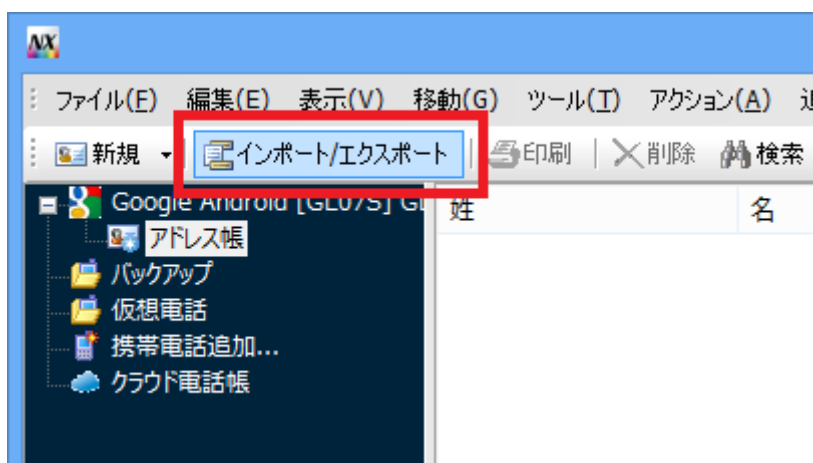 NX
ファイル(F) 編集(E) 表示(V) 移動(G) ツール(T) アクション(A)
新規 インポート/エクスポート 印刷 削除 検索
Google Android [GL07S] 姓 名
アドレス帳
バックアップ
仮想電話
携帯電話追加...
クラウド電話帳